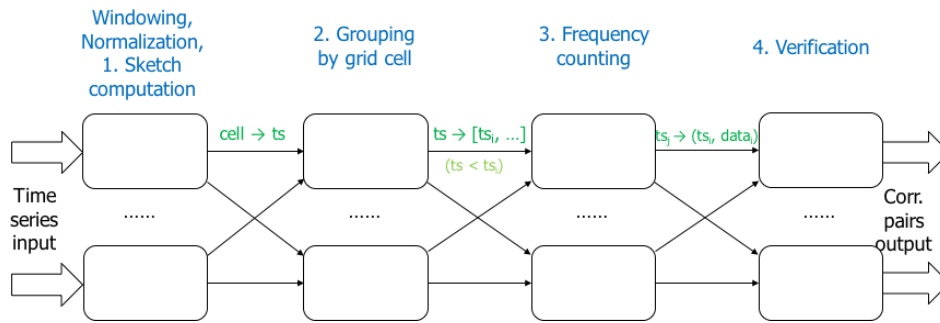 Windowing,
Normalization,
1. Sketch
computation
2. Grouping
by grid cell
3. Frequency
counting
4. Verification
cell → ts
ts → [tsᵢ, ...]
(ts < tsᵢ)
tsⱼ → (tsᵢ, dataᵢ)
Time
series
input
......
......
......
......
Corr.
pairs
output